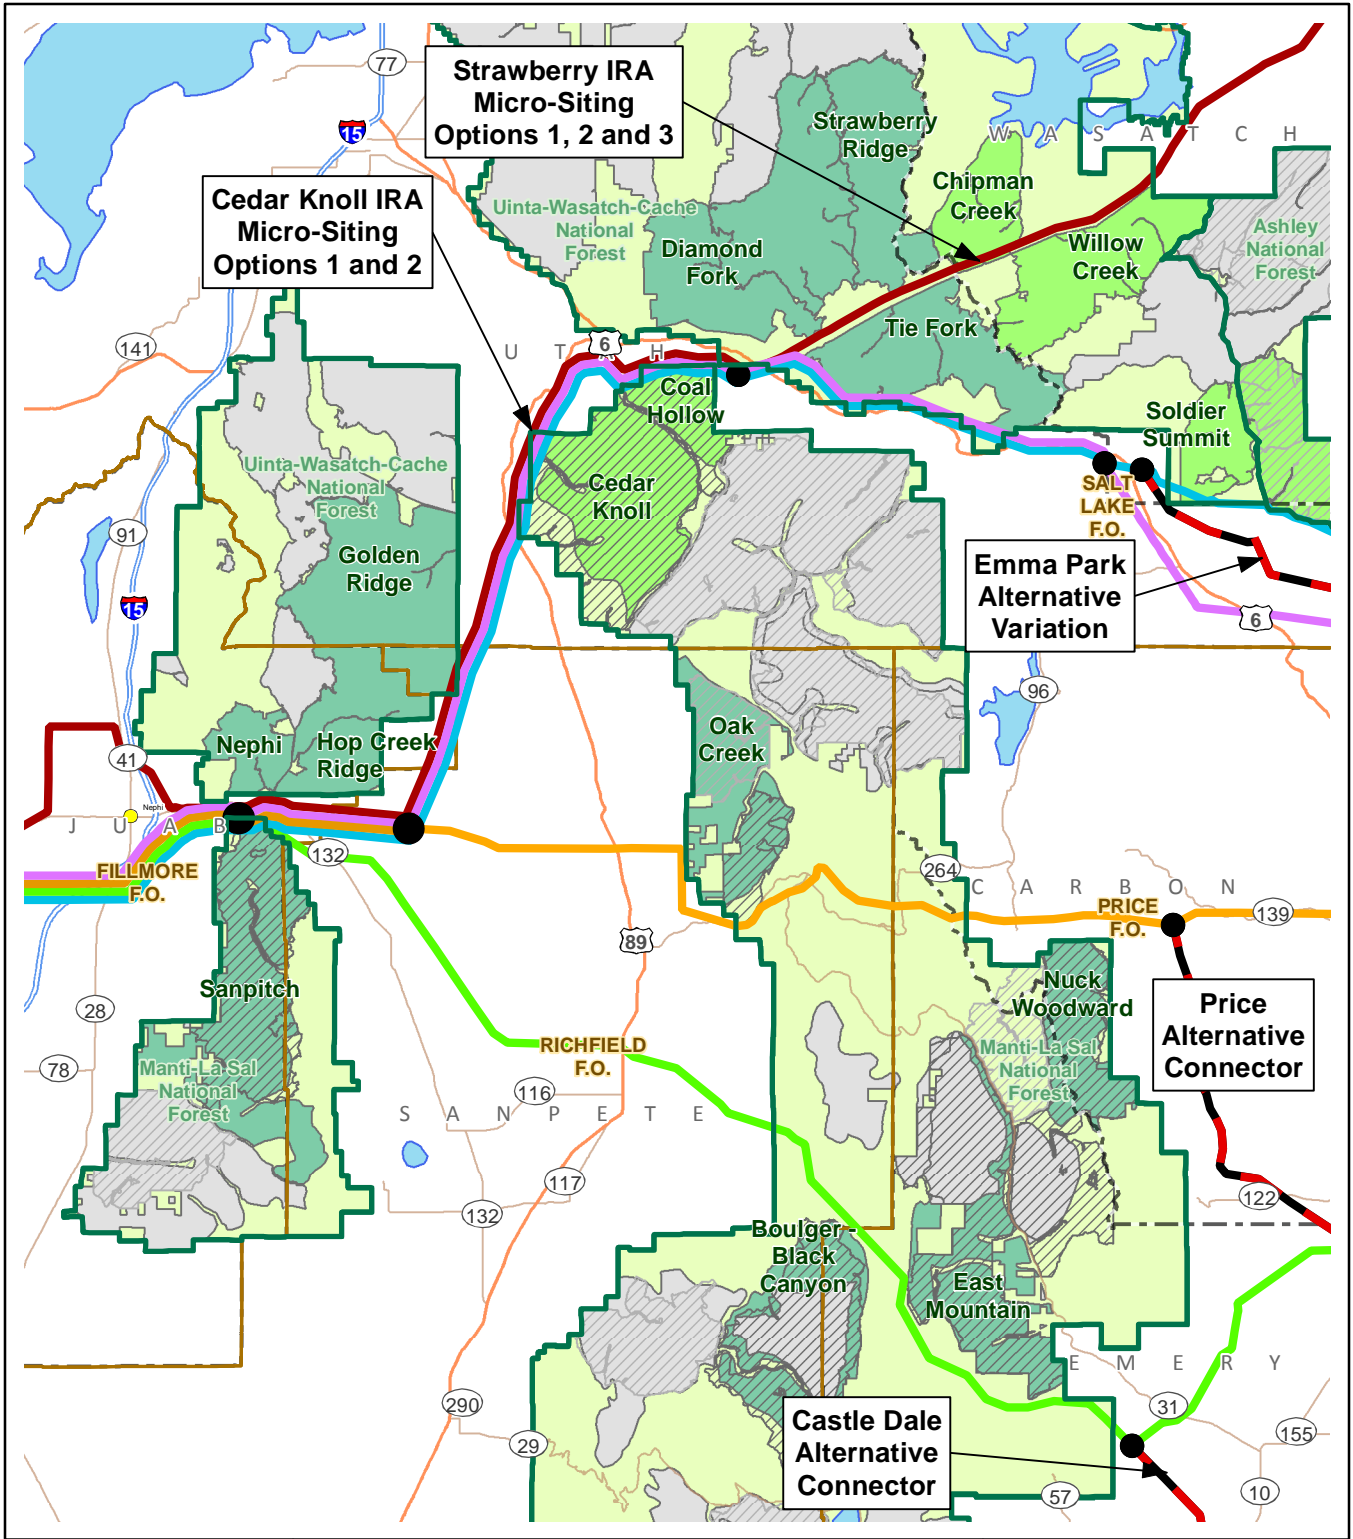 77
Strawberry IRA
Micro-Siting
Options 1, 2 and 3
15
Strawberry
Ridge
W A S A T C H
Cedar Knoll IRA
Micro-Siting
Options 1 and 2
Uinta-Wasatch-Cache
National
Forest
Chipman
Creek
Diamond
Fork
Willow
Creek
Ashley
National
Forest
Tie Fork
141
U T A H
6
Coal
Hollow
Soldier
Summit
Uinta-Wasatch-Cache
National
Forest
Cedar
Knoll
SALT
LAKE
F.O.
91
Golden
Ridge
Emma Park
Alternative
Variation
15
6
96
Oak
Creek
Nephi
Hop Creek
Ridge
41
Nephi
J U A B
132
FILLMORE
F.O.
264
C A R B O N
PRICE
F.O.
139
89
Sanpitch
Nuck
Woodward
28
Price
Alternative
Connector
RICHFIELD
F.O.
Manti-La Sal
National
Forest
Manti-La Sal
National
Forest
78
116
S A N P E T E
117
122
132
Boulger -
Black
Canyon
East
Mountain
E M E R Y
290
31
29
155
Castle Dale
Alternative
Connector
57
10